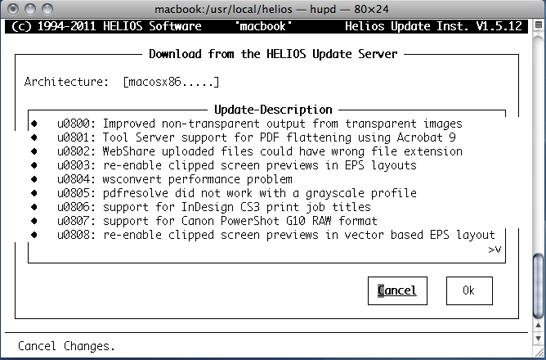 macbook:/usr/local/helios — hupd — 80×24
(c) 1994-2011 HELIOS Software "macbook" Helios Update Inst. V1.5.12
Download from the HELIOS Update Server
Architecture: [macosx86.....]
Update-Description
u0800: Improved non-transparent output from transparent images
u0801: Tool Server support for PDF flattening using Acrobat 9
u0802: WebShare uploaded files could have wrong file extension
u0803: re-enable clipped screen previews in EPS layouts
u0804: wsconvert performance problem
u0805: pdfresolve did not work with a grayscale profile
u0806: support for InDesign CS3 print job titles
u0807: support for Canon PowerShot G10 RAW format
u0808: re-enable clipped screen previews in vector based EPS layout
>v
Cancel Ok
Cancel Changes.